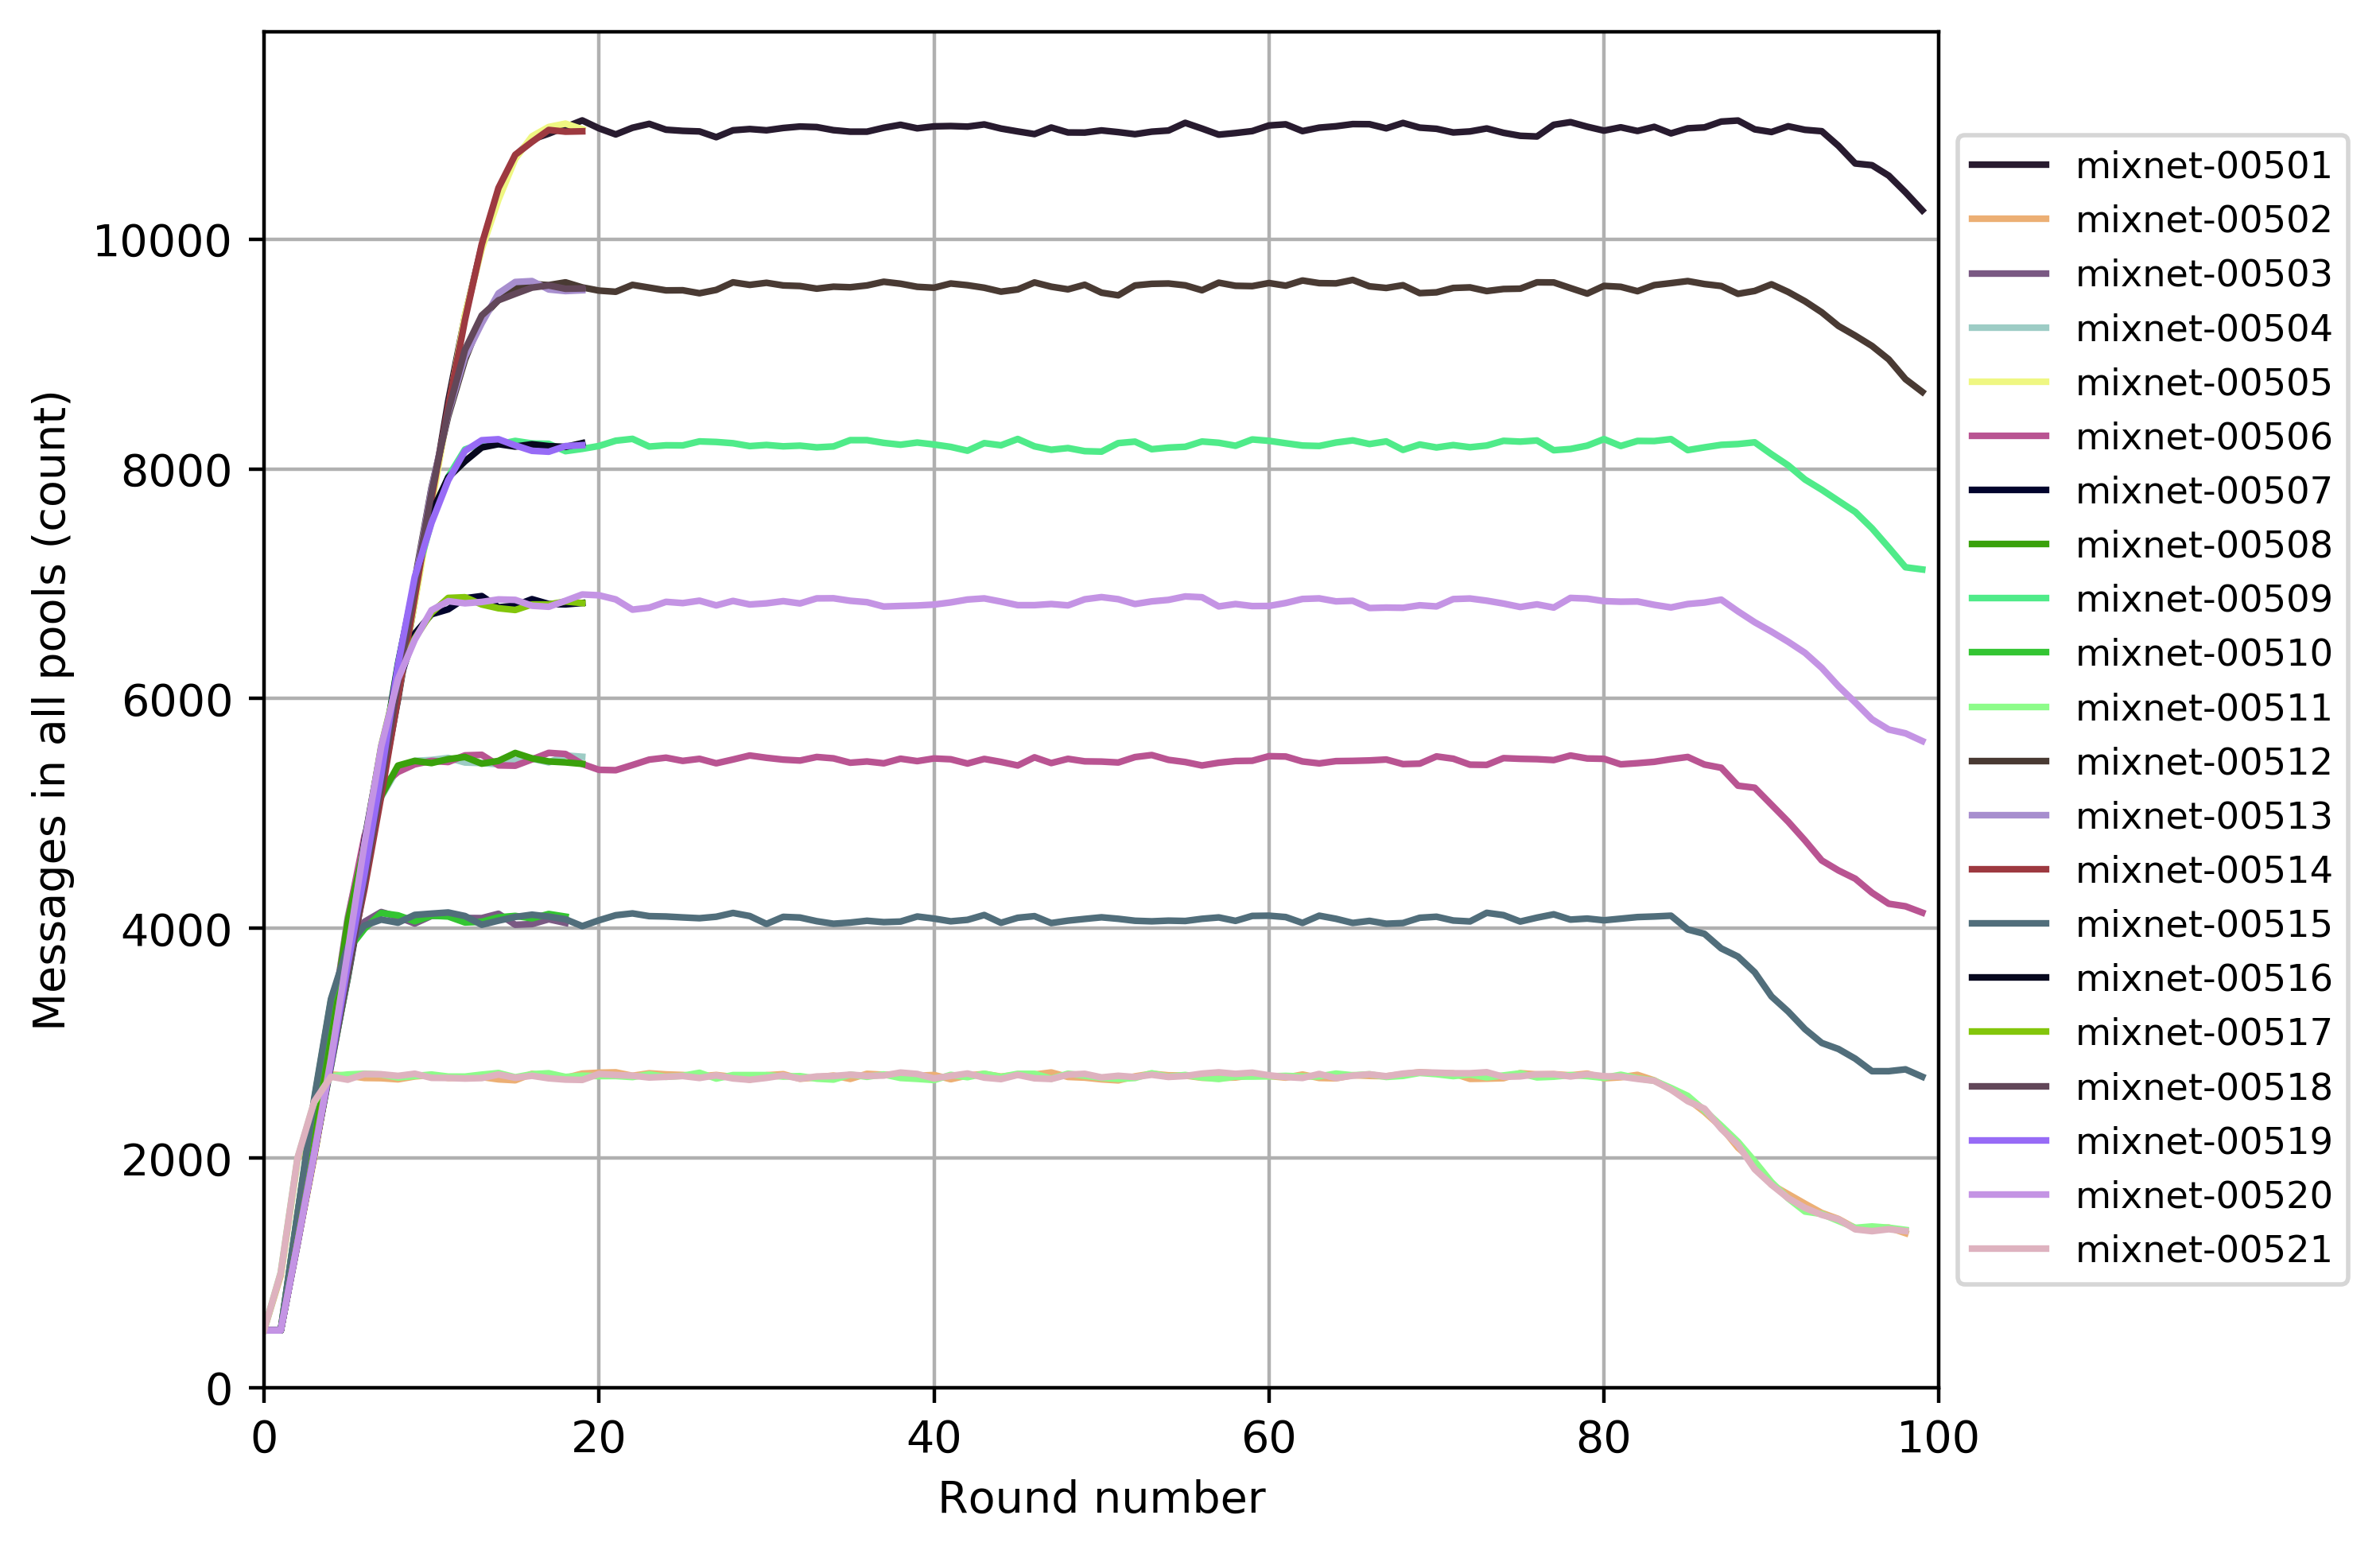 Messages in all pools (count)
10000
8000
6000
4000
2000
0
0 20 40 60 80 100
Round number
mixnet-00501
mixnet-00502
mixnet-00503
mixnet-00504
mixnet-00505
mixnet-00506
mixnet-00507
mixnet-00508
mixnet-00509
mixnet-00510
mixnet-00511
mixnet-00512
mixnet-00513
mixnet-00514
mixnet-00515
mixnet-00516
mixnet-00517
mixnet-00518
mixnet-00519
mixnet-00520
mixnet-00521